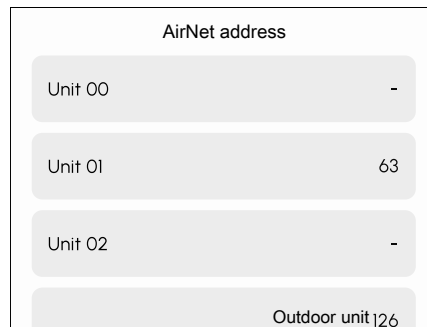 AirNet address
Unit 00 -
Unit 01 63
Unit 02 -
Outdoor unit 126